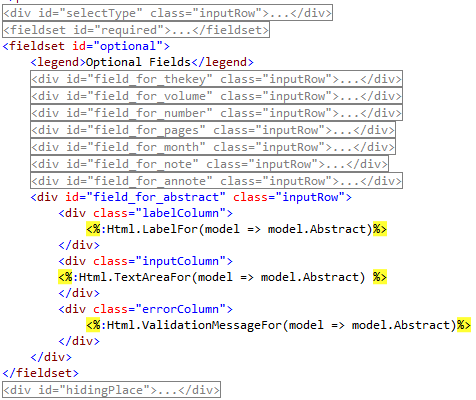 <div id="selectType" class="inputRow">...</div>
<fieldset id="required">...</fieldset>
<fieldset id="optional">
    <legend>Optional Fields</legend>
    <div id="field_for_thekey" class="inputRow">...</div>
    <div id="field_for_volume" class="inputRow">...</div>
    <div id="field_for_number" class="inputRow">...</div>
    <div id="field_for_pages" class="inputRow">...</div>
    <div id="field_for_month" class="inputRow">...</div>
    <div id="field_for_note" class="inputRow">...</div>
    <div id="field_for_annote" class="inputRow">...</div>
    <div id="field_for_abstract" class="inputRow">
        <div class="labelColumn">
            <%:Html.LabelFor(model => model.Abstract)%>
        </div>
        <div class="inputColumn">
        <%:Html.TextAreaFor(model => model.Abstract) %>
        </div>
        <div class="errorColumn">
            <%:Html.ValidationMessageFor(model => model.Abstract)%>
        </div>
    </div>
</fieldset>
<div id="hidingPlace">...</div>